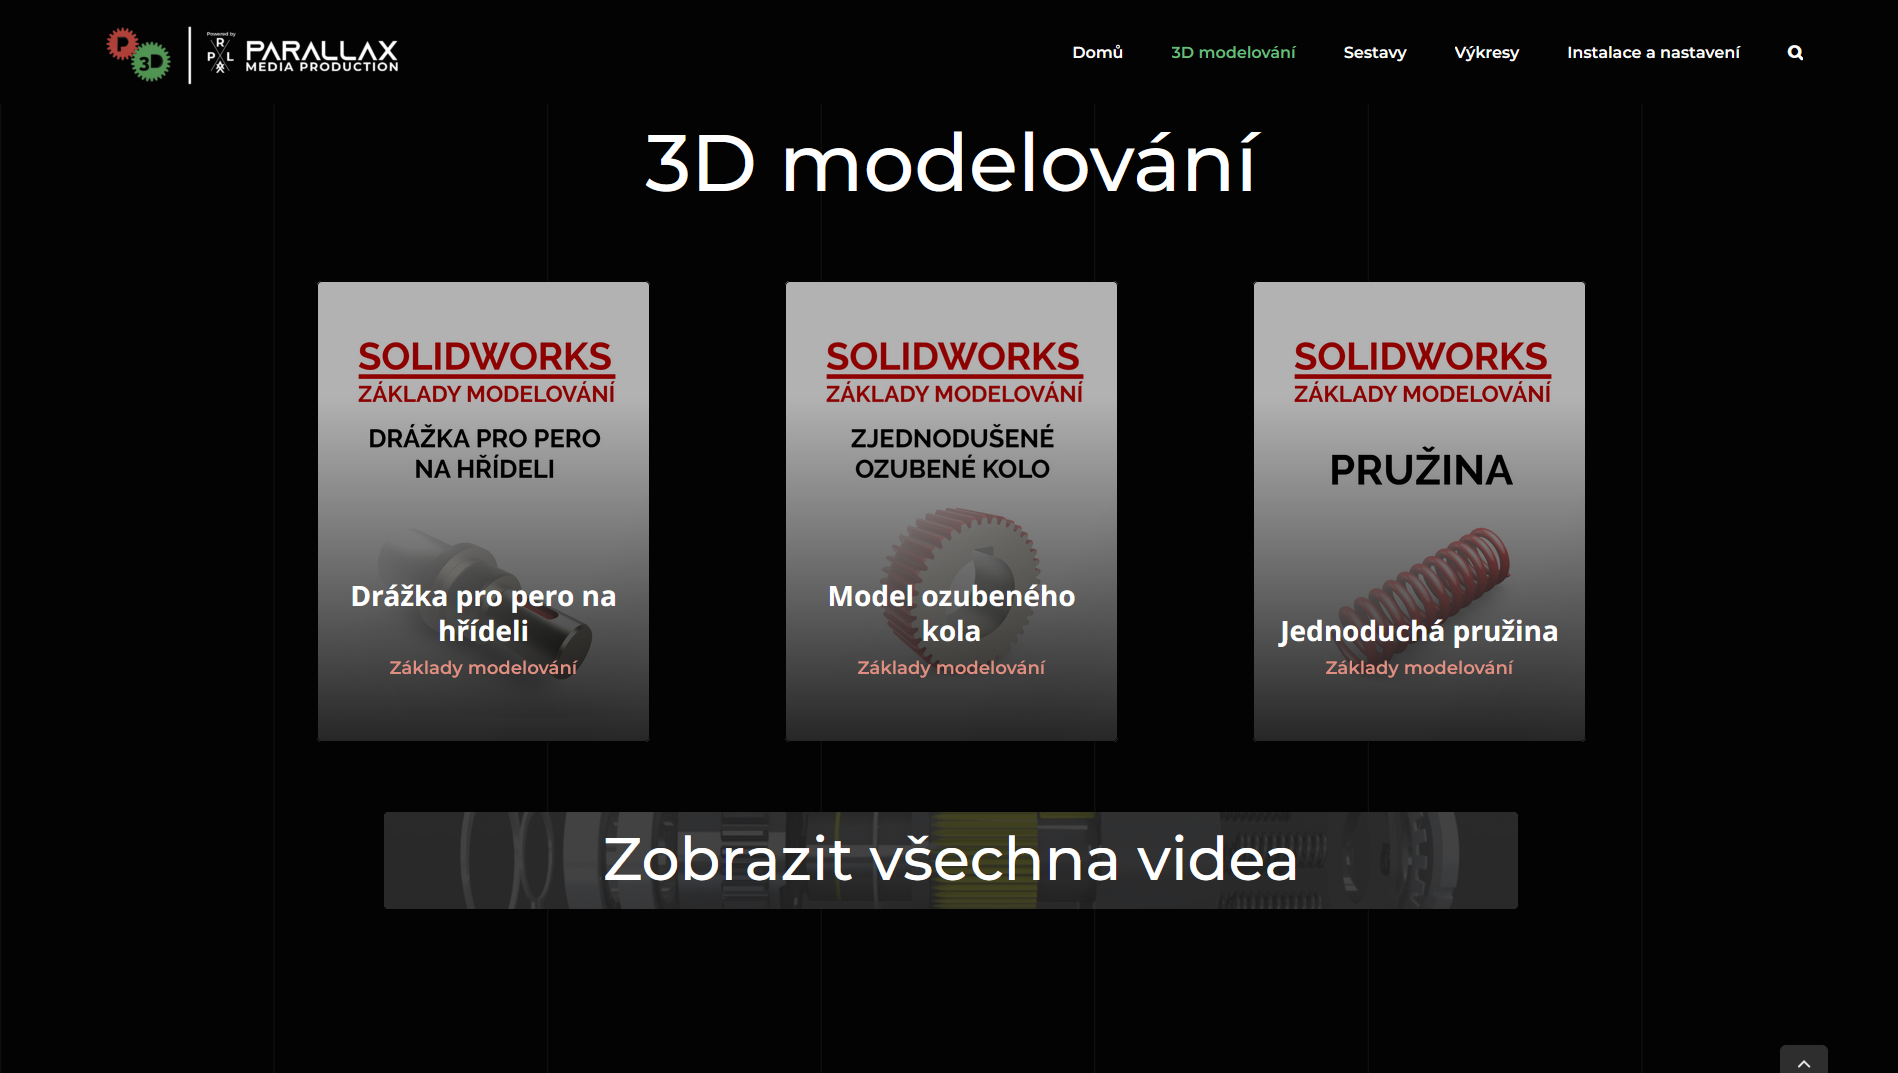 P 3D
Powered by
R
P L
X
PARALLAX
MEDIA PRODUCTION
Domů
3D modelování
Sestavy
Výkresy
Instalace a nastavení
3D modelování
SOLIDWORKS
ZÁKLADY MODELOVÁNÍ
DRÁŽKA PRO PERO
NA HŘÍDELI
Drážka pro pero na
hřídeli
Základy modelování
SOLIDWORKS
ZÁKLADY MODELOVÁNÍ
ZJEDNODUŠENÉ
OZUBENÉ KOLO
Model ozubeného
kola
Základy modelování
SOLIDWORKS
ZÁKLADY MODELOVÁNÍ
PRUŽINA
Jednoduchá pružina
Základy modelování
Zobrazit všechna videa